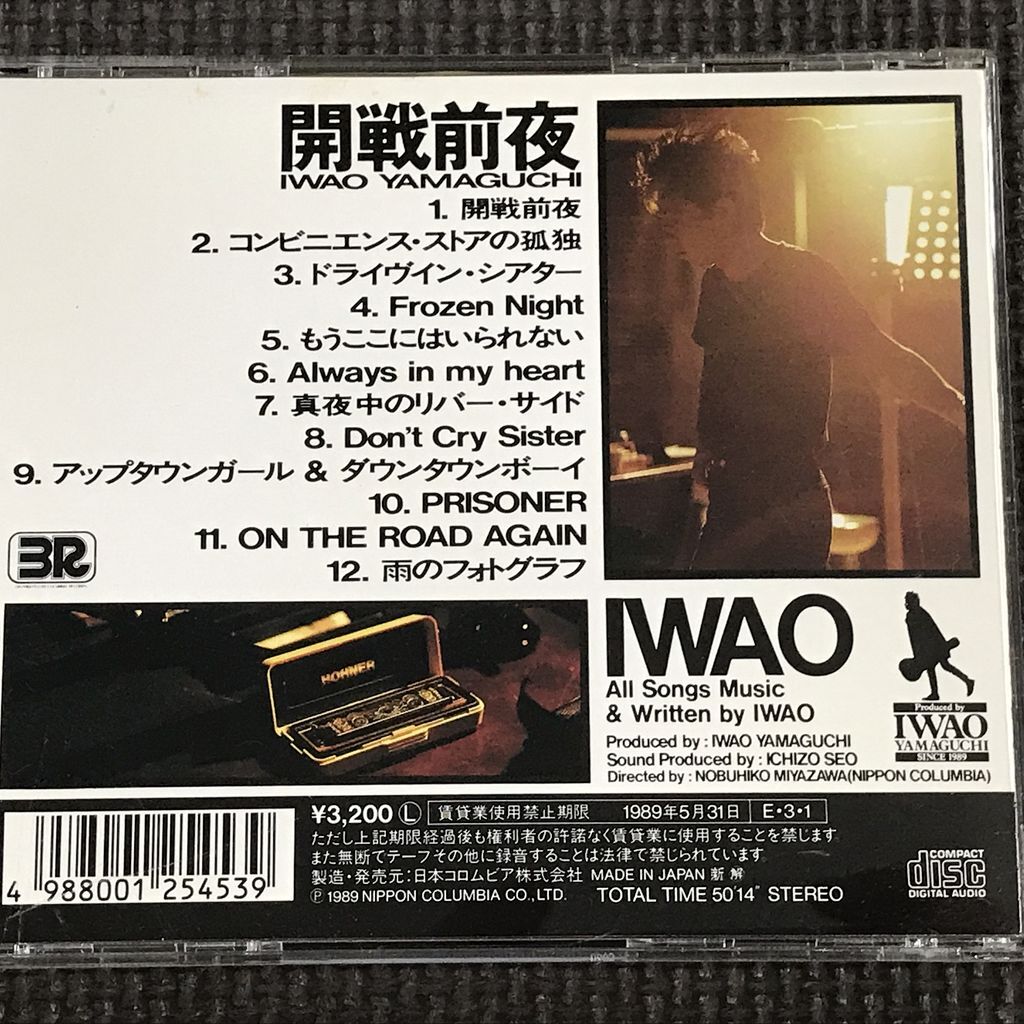 開戦前夜
IWAO YAMAGUCHI
1. 開戦前夜
2. コンビニエンス・ストアの孤独
3. ドライヴイン・シアター
4. Frozen Night
5. もうここにはいられない
6. Always in my heart
7. 真夜中のリバー・サイド
8. Don't Cry Sister
9. アップタウンガール & ダウンタウンボーイ
10. PRISONER
11. ON THE ROAD AGAIN
12. 雨のフォトグラフ
3R
HOHNER
IWAO
All Songs Music
& Written by IWAO
Produced by : IWAO YAMAGUCHI
Sound Produced by : ICHIZO SEO
Directed by : NOBUHIKO MIYAZAWA(NIPPON COLUMBIA)
Produced by
IWAO
YAMAGUCHI
SINCE 1989
4 988001 254539
¥3,200 Ⓛ 賃貸業使用禁止期限 1989年5月31日 E・3・1
ただし上記期限経過後も権利者の許諾なく賃貸業に使用することを禁じます
また無断でテープその他に録音することは法律で禁じられています
製造・発売元:日本コロムビア株式会社 MADE IN JAPAN 新 解
Ⓟ 1989 NIPPON COLUMBIA CO., LTD. TOTAL TIME 50'14" STEREO
COMPACT
disc
DIGITAL AUDIO